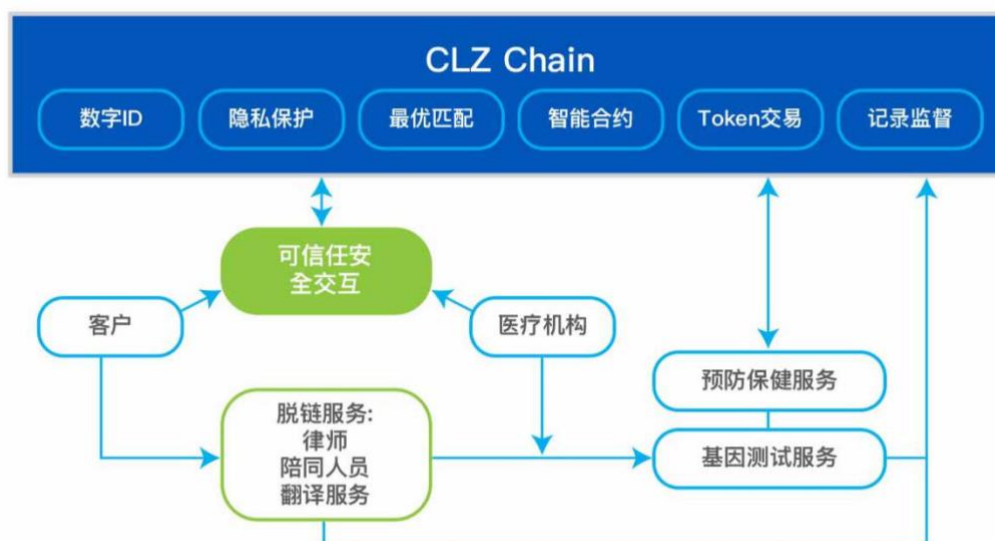 CLZ Chain
数字ID
隐私保护
最优匹配
智能合约
Token交易
记录监督
可信任安
全交互
客户
医疗机构
预防保健服务
脱链服务:
律师
陪同人员
翻译服务
基因测试服务